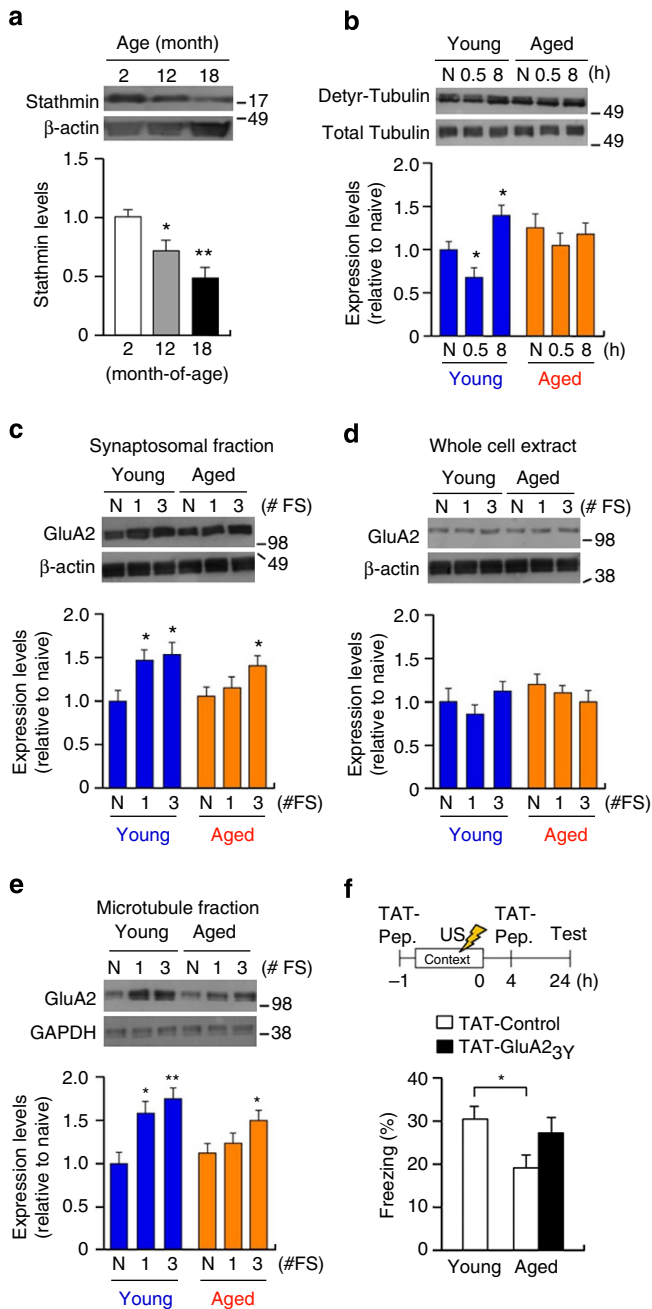 a
Age (month)
2 12 18
Stathmin
17
β-actin
49
Stathmin levels
1.5
1.0
0.5
0
* **
2 12 18
(month-of-age)
b
Young Aged
N 0.5 8 N 0.5 8 (h)
Detyr-Tubulin
49
Total Tubulin
49
Expression levels
(relative to naive)
2.0
1.5
1.0
0.5
0
* *
N 0.5 8 N 0.5 8 (h)
Young Aged
c
Synaptosomal fraction
Young Aged
N 1 3 N 1 3 (# FS)
GluA2
98
β-actin
49
Expression levels
(relative to naive)
2.0
1.5
1.0
0.5
0
* * *
N 1 3 N 1 3 (#FS)
Young Aged
d
Whole cell extract
Young Aged
N 1 3 N 1 3 (# FS)
GluA2
98
β-actin
38
Expression levels
(relative to naive)
2.0
1.5
1.0
0.5
0
N 1 3 N 1 3 (#FS)
Young Aged
e
Microtubule fraction
Young Aged
N 1 3 N 1 3 (# FS)
GluA2
98
GAPDH
38
Expression levels
(relative to naive)
2.0
1.5
1.0
0.5
0
* ** *
N 1 3 N 1 3 (#FS)
Young Aged
f
TAT- TAT-
Pep. US Pep. Test
Context
–1 0 4 24 (h)
TAT-Control
TAT-GluA23Y
Freezing (%)
40
30
20
10
0
*
Young Aged